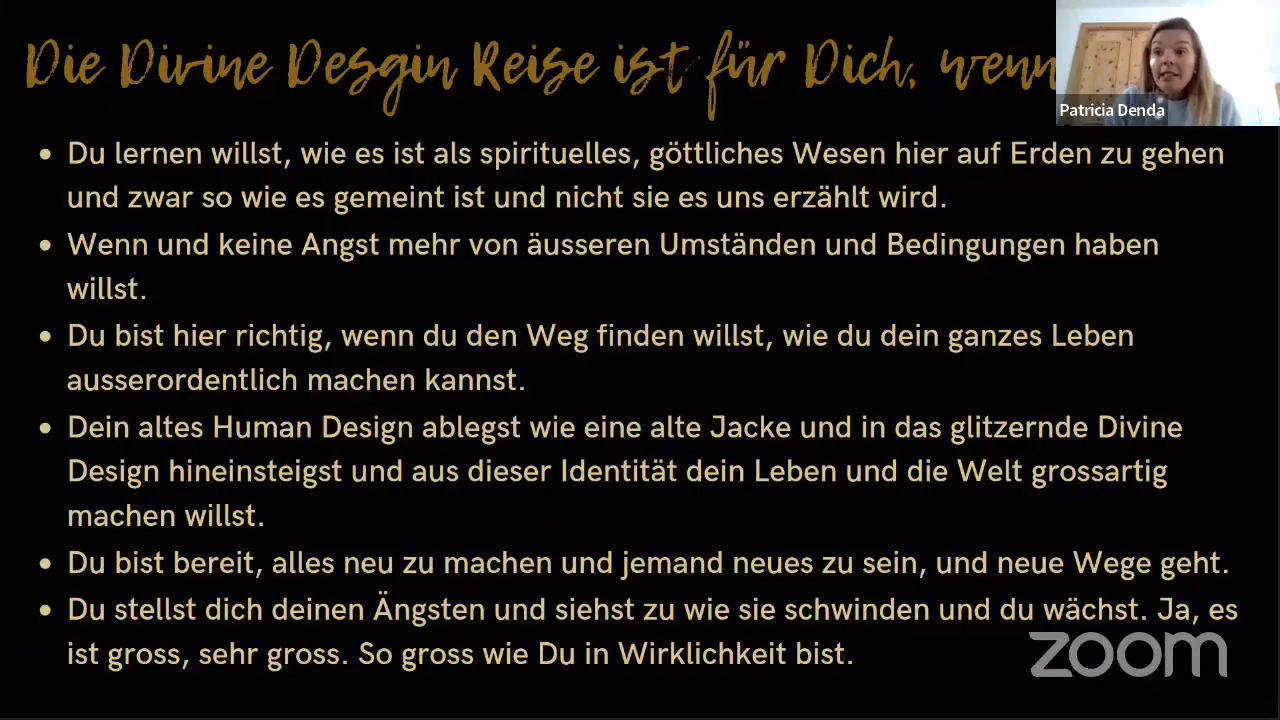 Die Divine Desgin Reise ist für Dich, wenn
Patricia Denda
• Du lernen willst, wie es ist als spirituelles, göttliches Wesen hier auf Erden zu gehen
und zwar so wie es gemeint ist und nicht sie es uns erzählt wird.
• Wenn und keine Angst mehr von äusseren Umständen und Bedingungen haben
willst.
• Du bist hier richtig, wenn du den Weg finden willst, wie du dein ganzes Leben
ausserordentlich machen kannst.
• Dein altes Human Design ablegst wie eine alte Jacke und in das glitzernde Divine
Design hineinsteigst und aus dieser Identität dein Leben und die Welt grossartig
machen willst.
• Du bist bereit, alles neu zu machen und jemand neues zu sein, und neue Wege geht.
• Du stellst dich deinen Ängsten und siehst zu wie sie schwinden und du wächst. Ja, es
ist gross, sehr gross. So gross wie Du in Wirklichkeit bist.
zoom